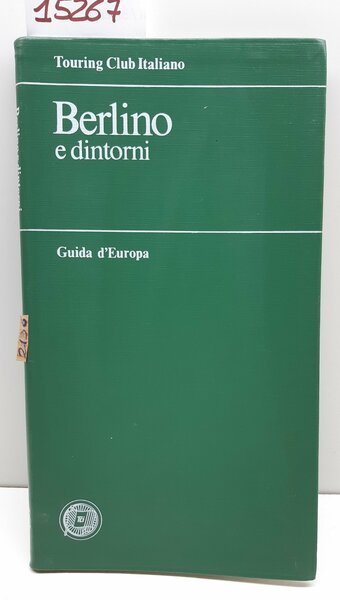 15267
Touring Club Italiano
Berlino
e dintorni
Guida d'Europa